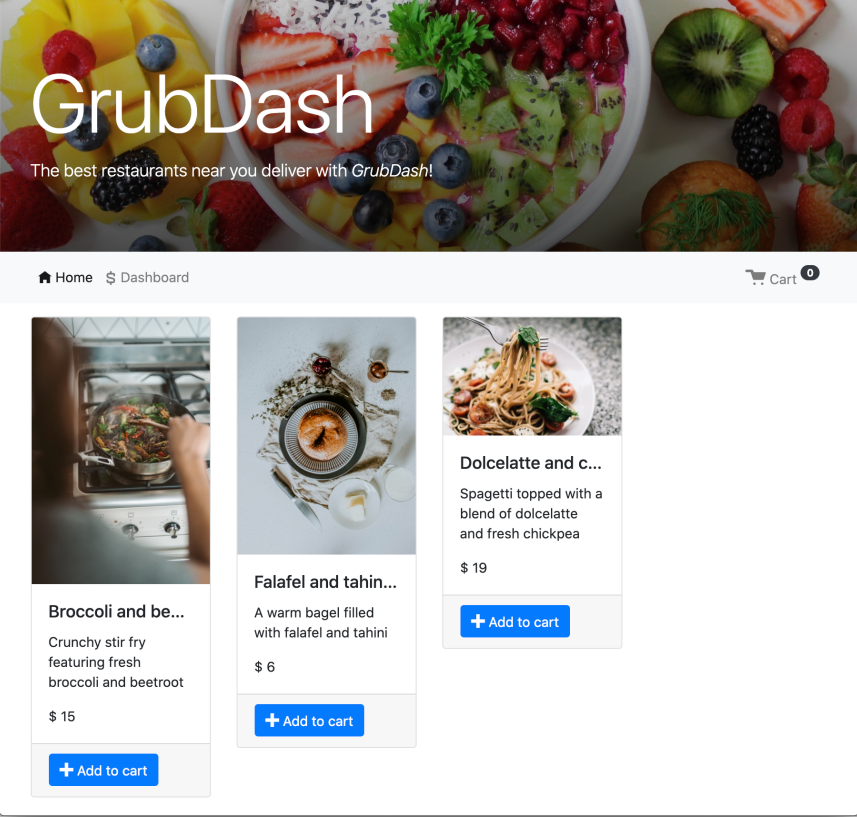 GrubDash
The best restaurants near you deliver with GrubDash!
Home $ Dashboard
Cart 0
Broccoli and be...
Crunchy stir fry
featuring fresh
broccoli and beetroot
$ 15
Add to cart
Falafel and tahin...
A warm bagel filled
with falafel and tahini
$ 6
Add to cart
Dolcelatte and c...
Spagetti topped with a
blend of dolcelatte
and fresh chickpea
$ 19
Add to cart